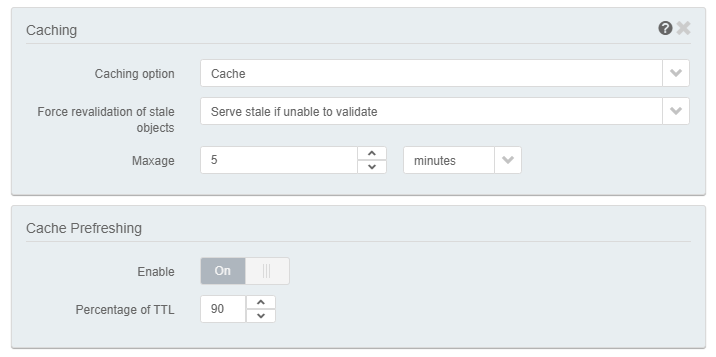 Caching
Caching option
Cache
Force revalidation of stale
objects
Serve stale if unable to validate
Maxage
5
minutes
Cache Prefreshing
Enable
On
Percentage of TTL
90